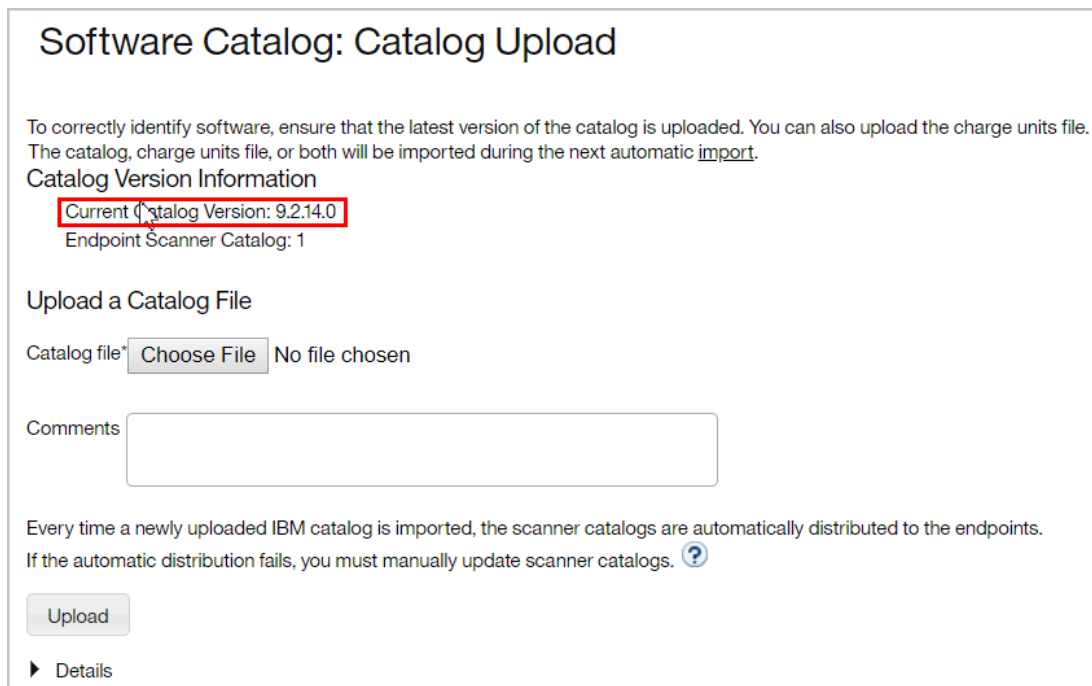 Software Catalog: Catalog Upload
To correctly identify software, ensure that the latest version of the catalog is uploaded. You can also upload the charge units file.
The catalog, charge units file, or both will be imported during the next automatic import.
Catalog Version Information
Current Catalog Version: 9.2.14.0
Endpoint Scanner Catalog: 1
Upload a Catalog File
Catalog file* Choose File No file chosen
Comments
Every time a newly uploaded IBM catalog is imported, the scanner catalogs are automatically distributed to the endpoints.
If the automatic distribution fails, you must manually update scanner catalogs. ?
Upload
Details